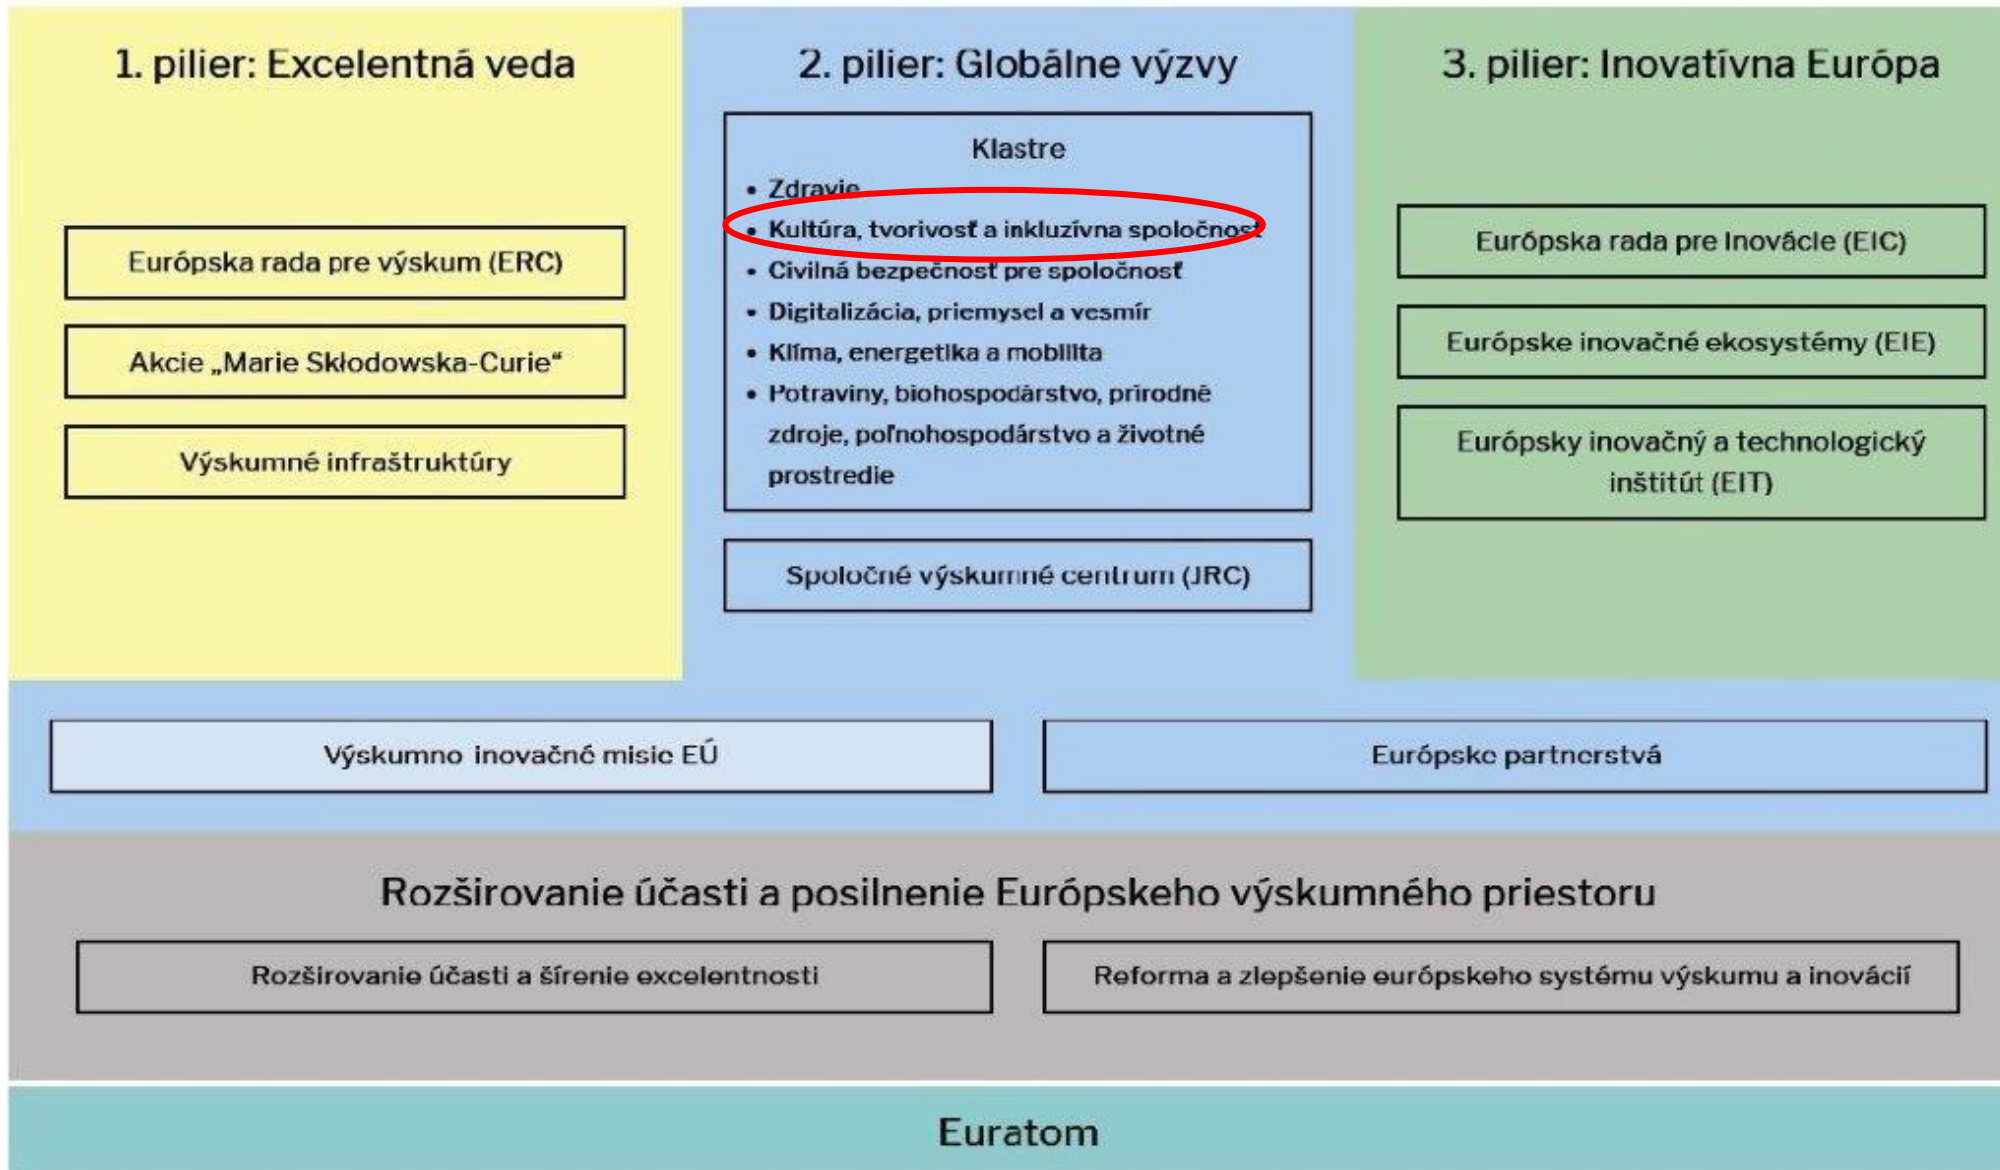 1. pilier: Excelentná veda
Európska rada pre výskum (ERC)
Akcie „Marie Skłodowska-Curie“
Výskumné infraštruktúry
2. pilier: Globálne výzvy
Klastre
• Zdravie
• Kultúra, tvorivosť a inkluzívna spoločnosť
• Civilná bezpečnosť pre spoločnosť
• Digitalizácia, priemysel a vesmír
• Klíma, energetika a mobilita
• Potraviny, biohospodárstvo, prírodné
zdroje, poľnohospodárstvo a životné
prostredie
Spoločné výskumné centrum (JRC)
3. pilier: Inovatívna Európa
Európska rada pre Inovácie (EIC)
Európske inovačné ekosystémy (EIE)
Európsky inovačný a technologický
inštitút (EIT)
Výskumno inovačné misie EÚ
Európske partnerstvá
Rozširovanie účasti a posilnenie Európskeho výskumného priestoru
Rozširovanie účasti a šírenie excelentnosti
Reforma a zlepšenie európskeho systému výskumu a inovácií
Euratom